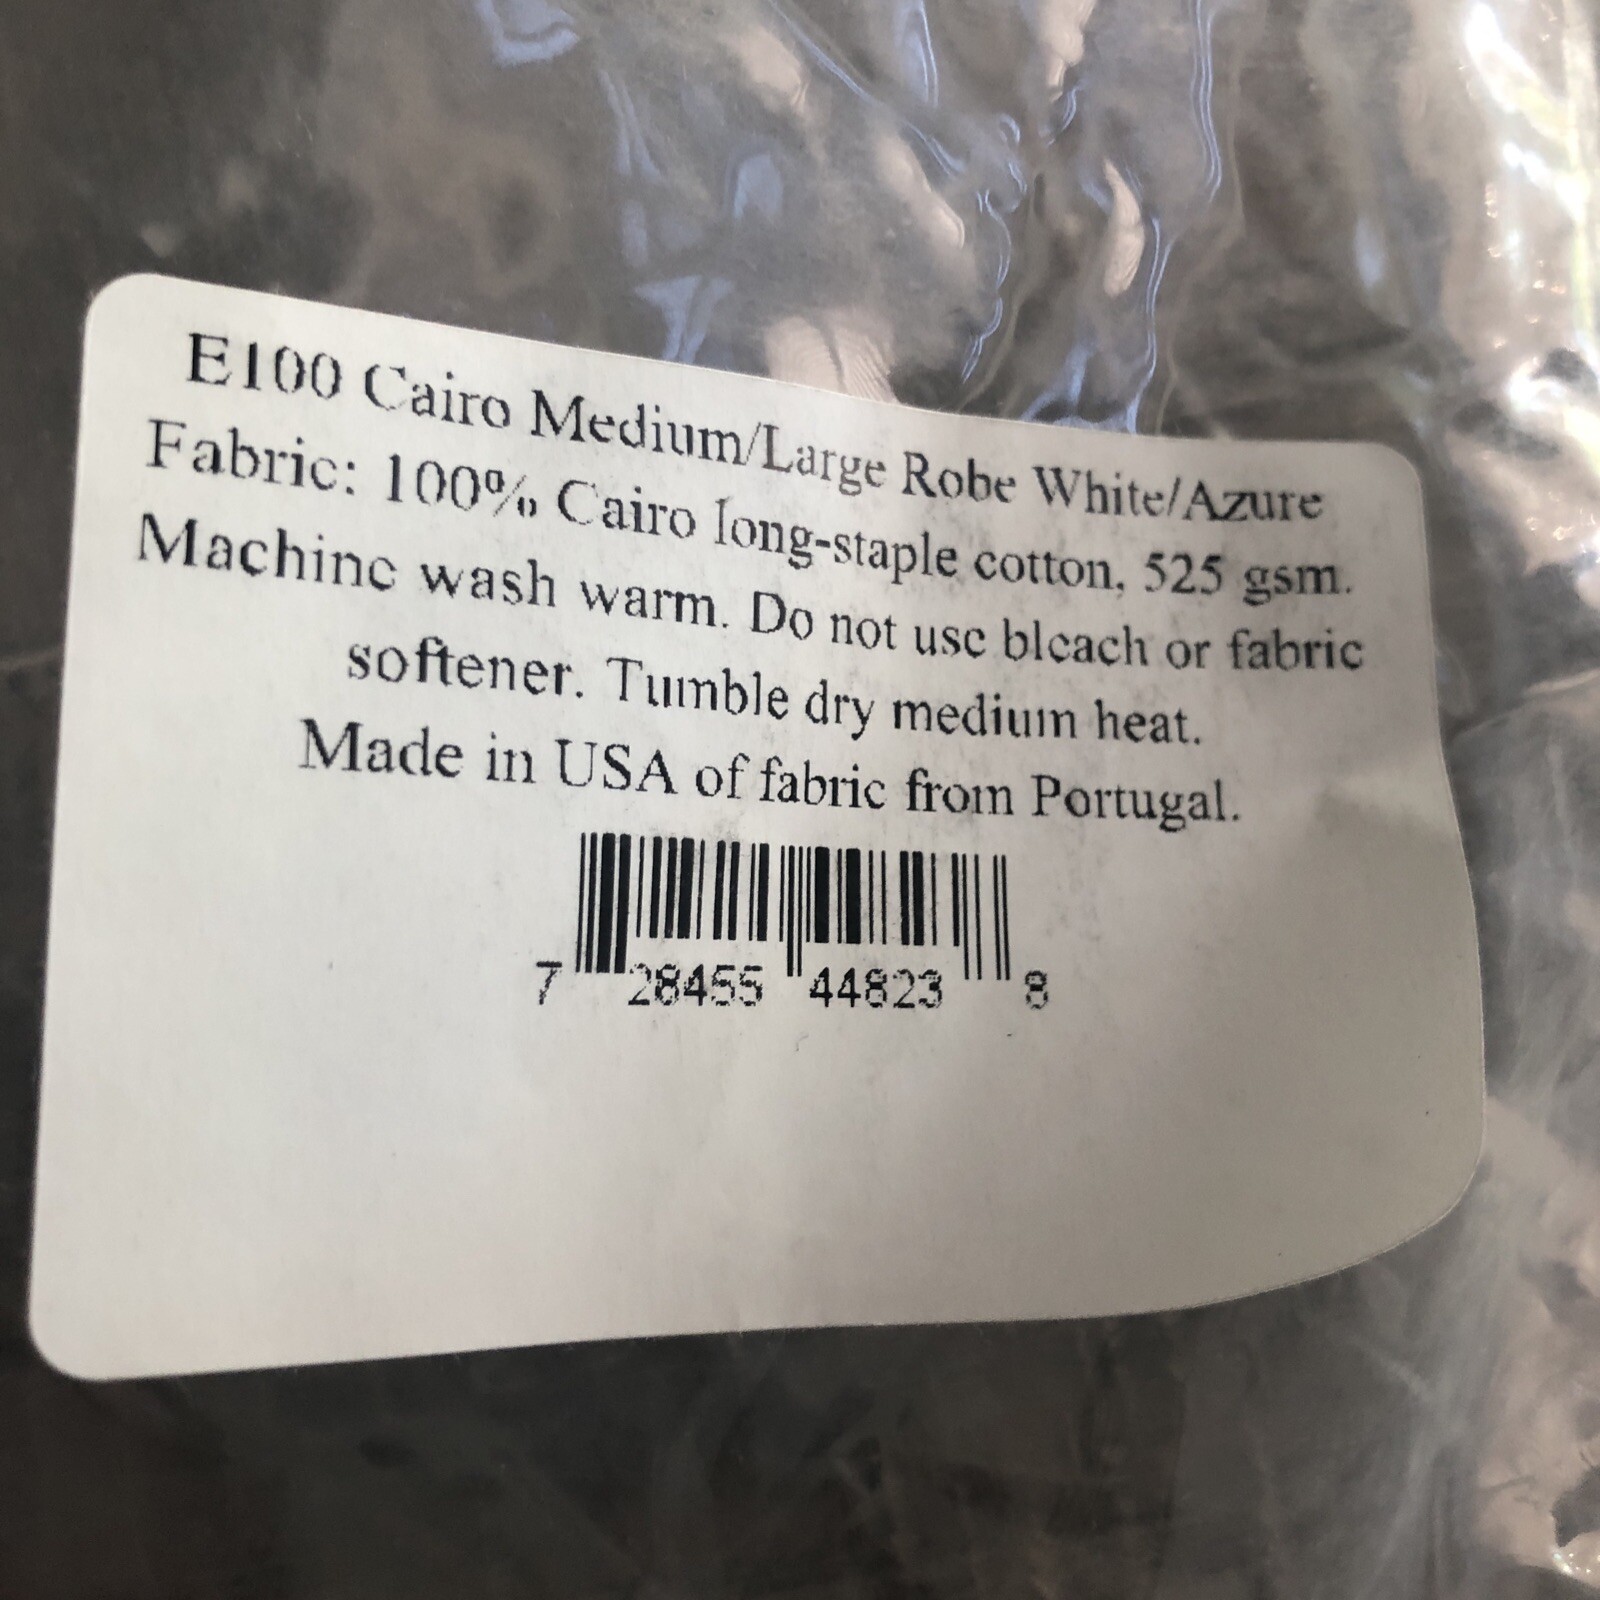 E100 Cairo Medium/Large Robe White/Azure
Fabric: 100% Cairo long-staple cotton, 525 gsm.
Machine wash warm. Do not use bleach or fabric
softener. Tumble dry medium heat.
Made in USA of fabric from Portugal.
7 28455 44823 8